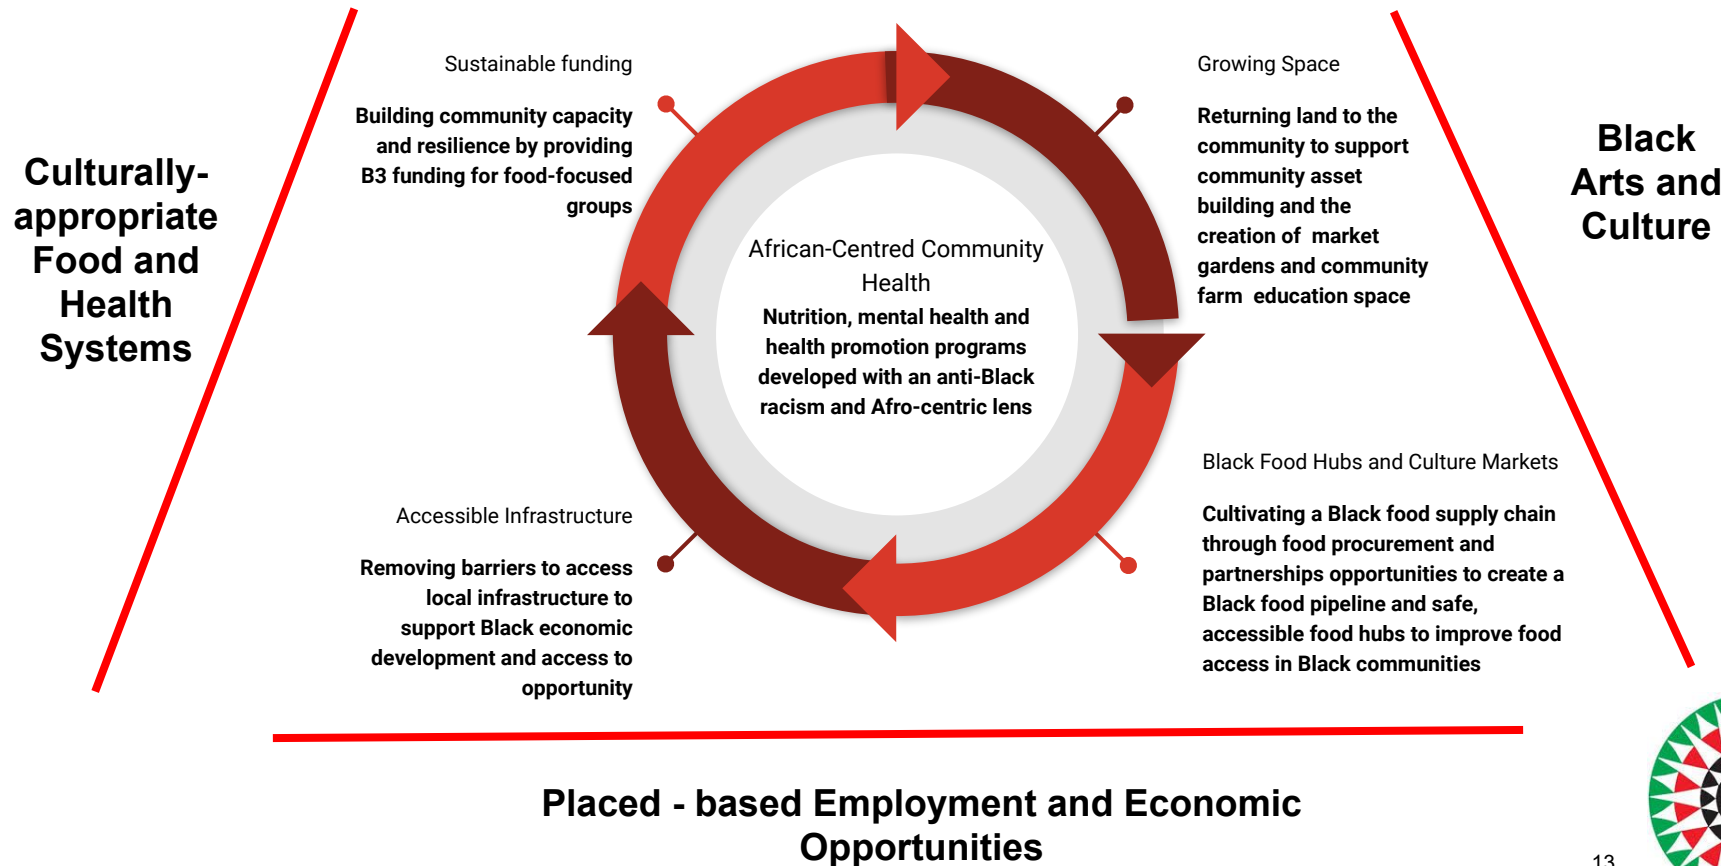 Culturally-
appropriate
Food and
Health
Systems
Sustainable funding
Building community capacity
and resilience by providing
B3 funding for food-focused
groups
African-Centred Community
Health
Nutrition, mental health and
health promotion programs
developed with an anti-Black
racism and Afro-centric lens
Growing Space
Returning land to the
community to support
community asset
building and the
creation of market
gardens and community
farm education space
Black
Arts and
Culture
Accessible Infrastructure
Removing barriers to access
local infrastructure to
support Black economic
development and access to
opportunity
Black Food Hubs and Culture Markets
Cultivating a Black food supply chain
through food procurement and
partnerships opportunities to create a
Black food pipeline and safe,
accessible food hubs to improve food
access in Black communities
Placed - based Employment and Economic
Opportunities
13